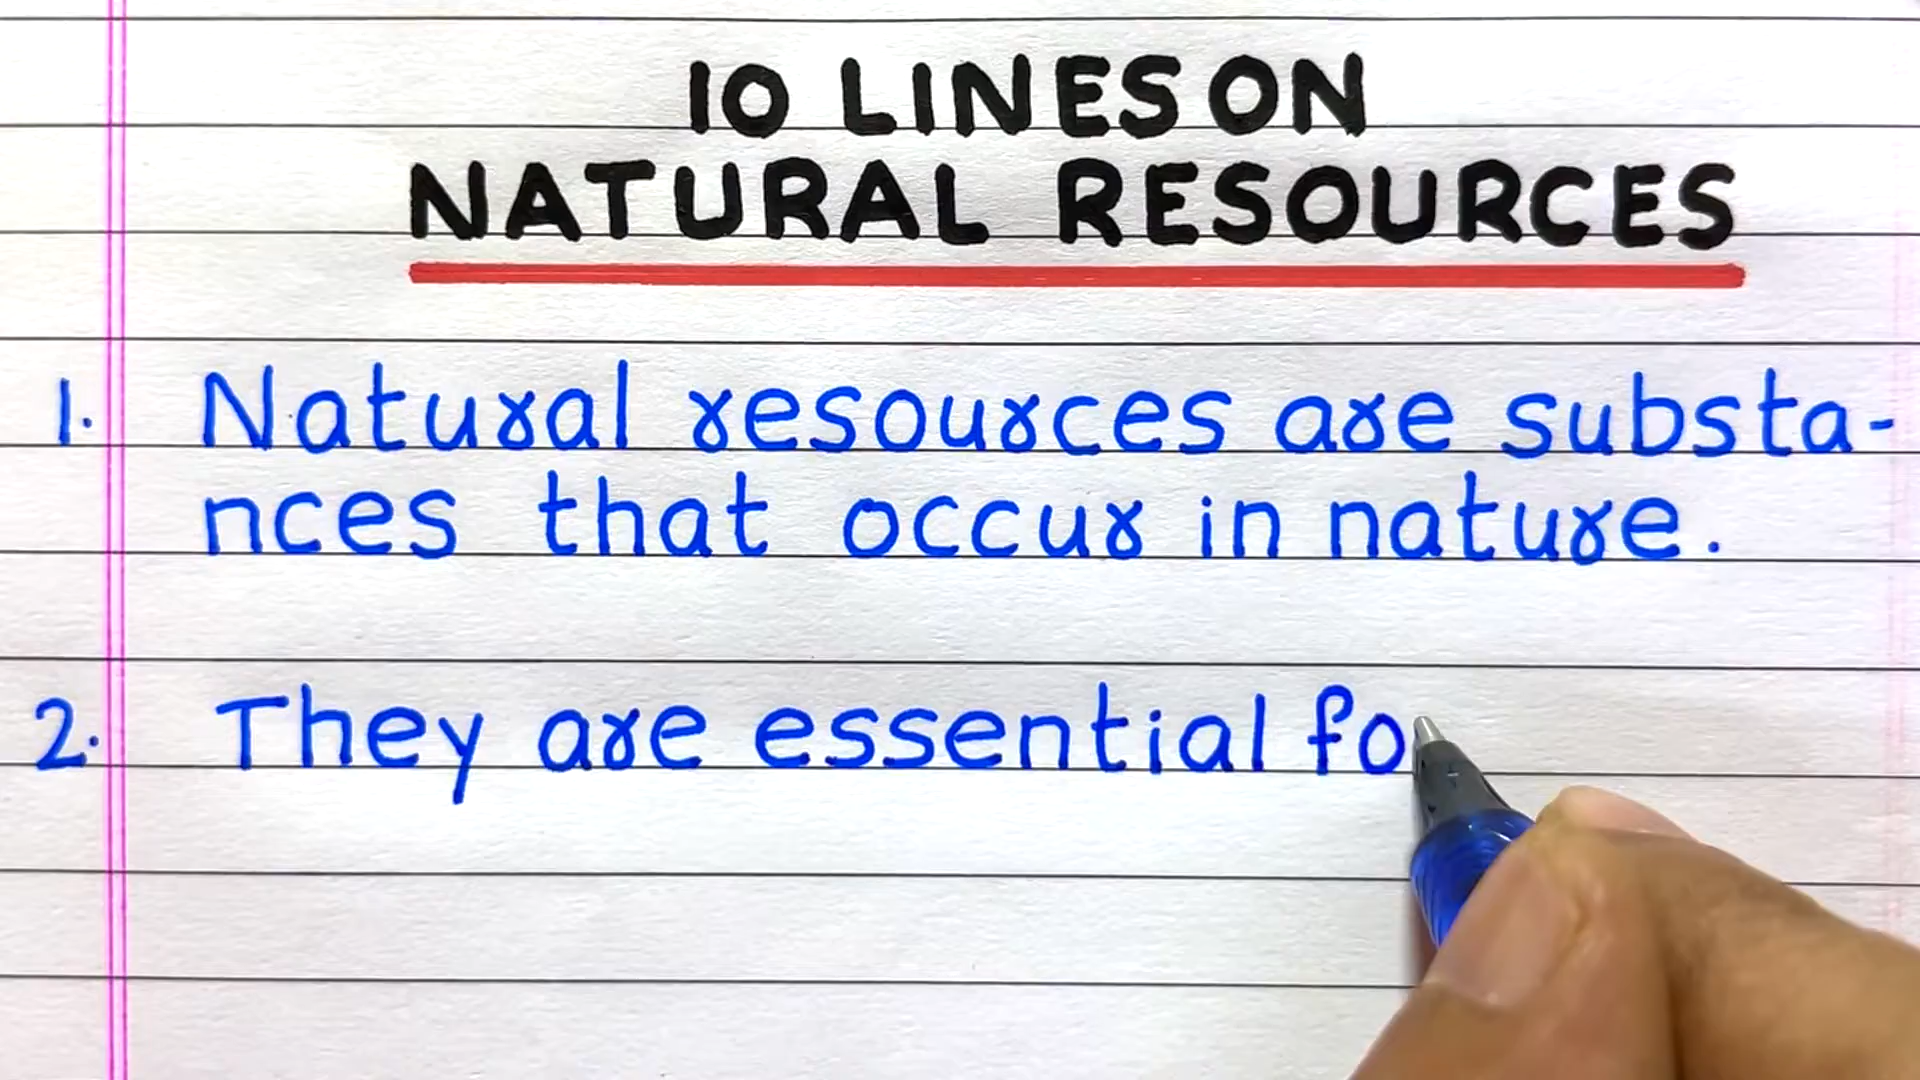 10 LINES ON
NATURAL RESOURCES
1. Natural resources are substa-
nces that occur in nature.
2. They are essential fo